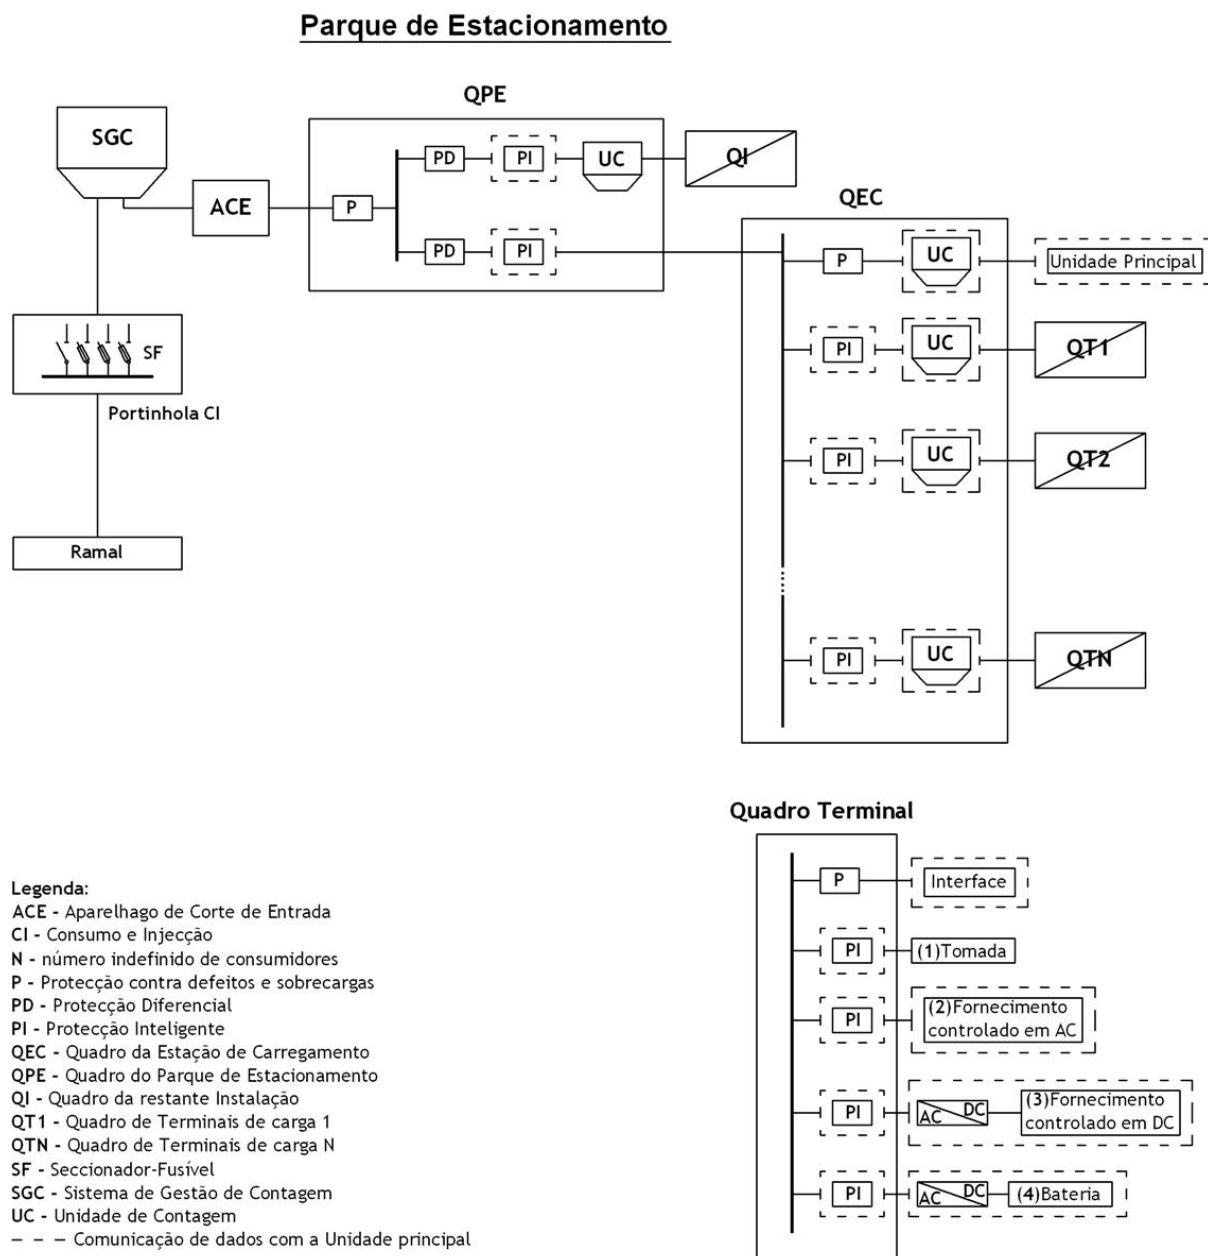 Parque de Estacionamento
QPE
SGC
PD
PI
UC
QI
ACE
P
QEC
PD
PI
P
UC
Unidade Principal
SF
PI
UC
QT1
Portinhola CI
PI
UC
QT2
Ramal
PI
UC
QTN
Quadro Terminal
P
Interface
PI
(1)Tomada
PI
(2)Fornecimento
controlado em AC
PI
AC
DC
(3)Fornecimento
controlado em DC
PI
AC
DC
(4)Bateria
Legenda:
ACE - Aparelhago de Corte de Entrada
CI - Consumo e Injecção
N - número indefinido de consumidores
P - Protecção contra defeitos e sobrecargas
PD - Protecção Diferencial
PI - Protecção Inteligente
QEC - Quadro da Estação de Carregamento
QPE - Quadro do Parque de Estacionamento
QI - Quadro da restante Instalação
QT1 - Quadro de Terminais de carga 1
QTN - Quadro de Terminais de carga N
SF - Seccionador-Fusível
SGC - Sistema de Gestão de Contagem
UC - Unidade de Contagem
- - - Comunicação de dados com a Unidade principal